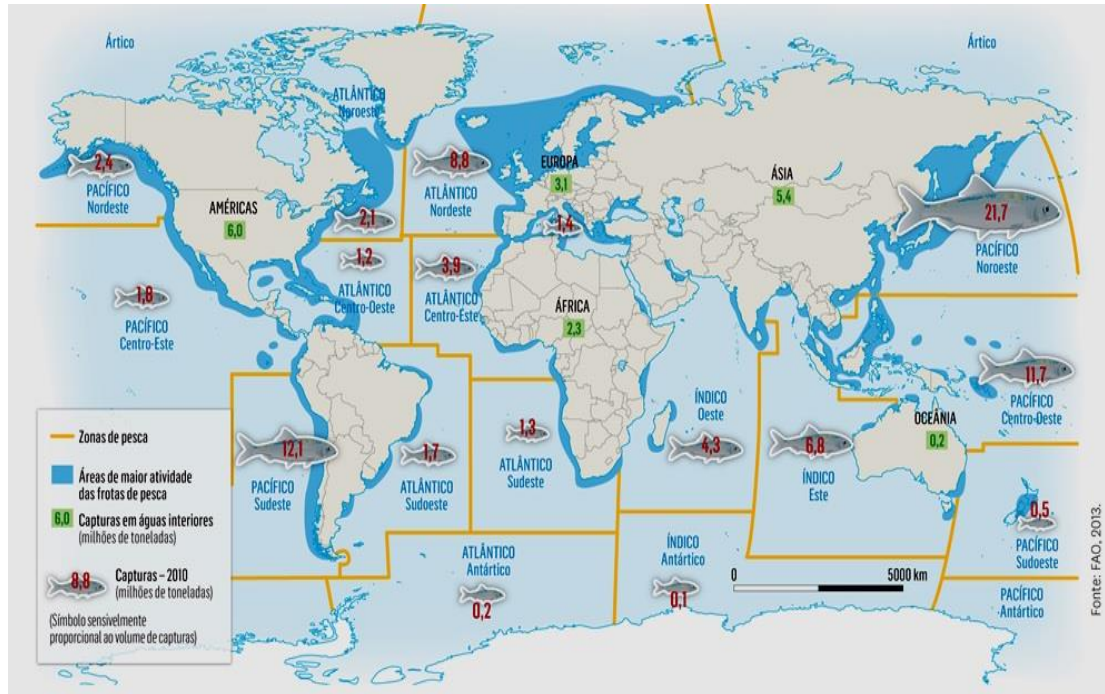 Ártico
Ártico
ATLÂNTICO
Noroeste
2,4
PACÍFICO
Nordeste
AMÉRICAS
6,0
8,8
ATLÂNTICO
Nordeste
EUROPA
3,1
ÁSIA
5,4
21,7
PACÍFICO
Noroeste
2,1
1,4
1,2
ATLÂNTICO
Centro-Oeste
3,9
ATLÂNTICO
Centro-Este
1,8
PACÍFICO
Centro-Este
ÁFRICA
2,3
11,7
PACÍFICO
Centro-Oeste
ÍNDICO
Oeste
4,3
OCEÂNIA
0,2
6,8
ÍNDICO
Este
12,1
PACÍFICO
Sudeste
1,7
ATLÂNTICO
Sudoeste
1,3
ATLÂNTICO
Sudeste
0,5
PACÍFICO
Sudoeste
ATLÂNTICO
Antártico
0,2
ÍNDICO
Antártico
0,1
PACÍFICO
Antártico
0
5000 km
Zonas de pesca
Áreas de maior atividade
das frotas de pesca
6,0
Capturas em águas interiores
(milhões de toneladas)
8,8
Capturas – 2010
(milhões de toneladas)
(Símbolo sensivelmente
proporcional ao volume de capturas)
Fonte: FAO, 2013.